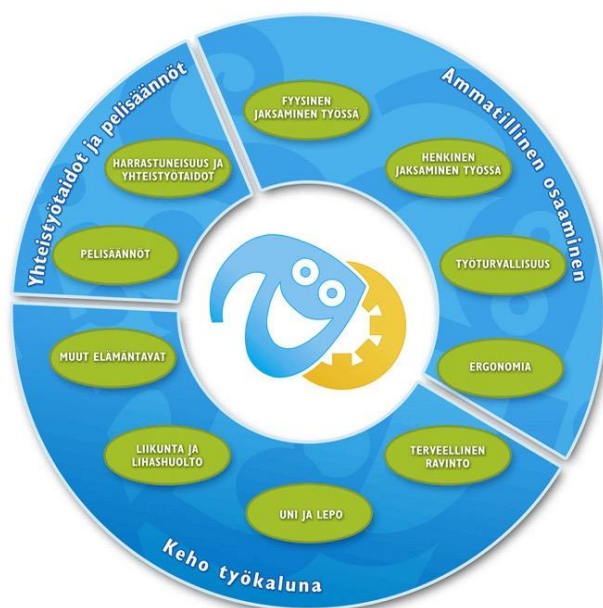 Ammatillinen osaaminen
FYYSINEN
JAKSAMINEN TYÖSSÄ
HENKINEN
JAKSAMINEN TYÖSSÄ
TYÖTURVALLISUUS
ERGONOMIA
Keho työkaluna
TERVEELLINEN
RAVINTO
UNI JA LEPO
LIIKUNTA JA
LIHASHUOLTO
MUUT ELÄMÄNTAVAT
Yhteistyötaidot ja pelisäännöt
PELISÄÄNNÖT
HARRASTUNEISUUS JA
YHTEISTYÖTAIDOT